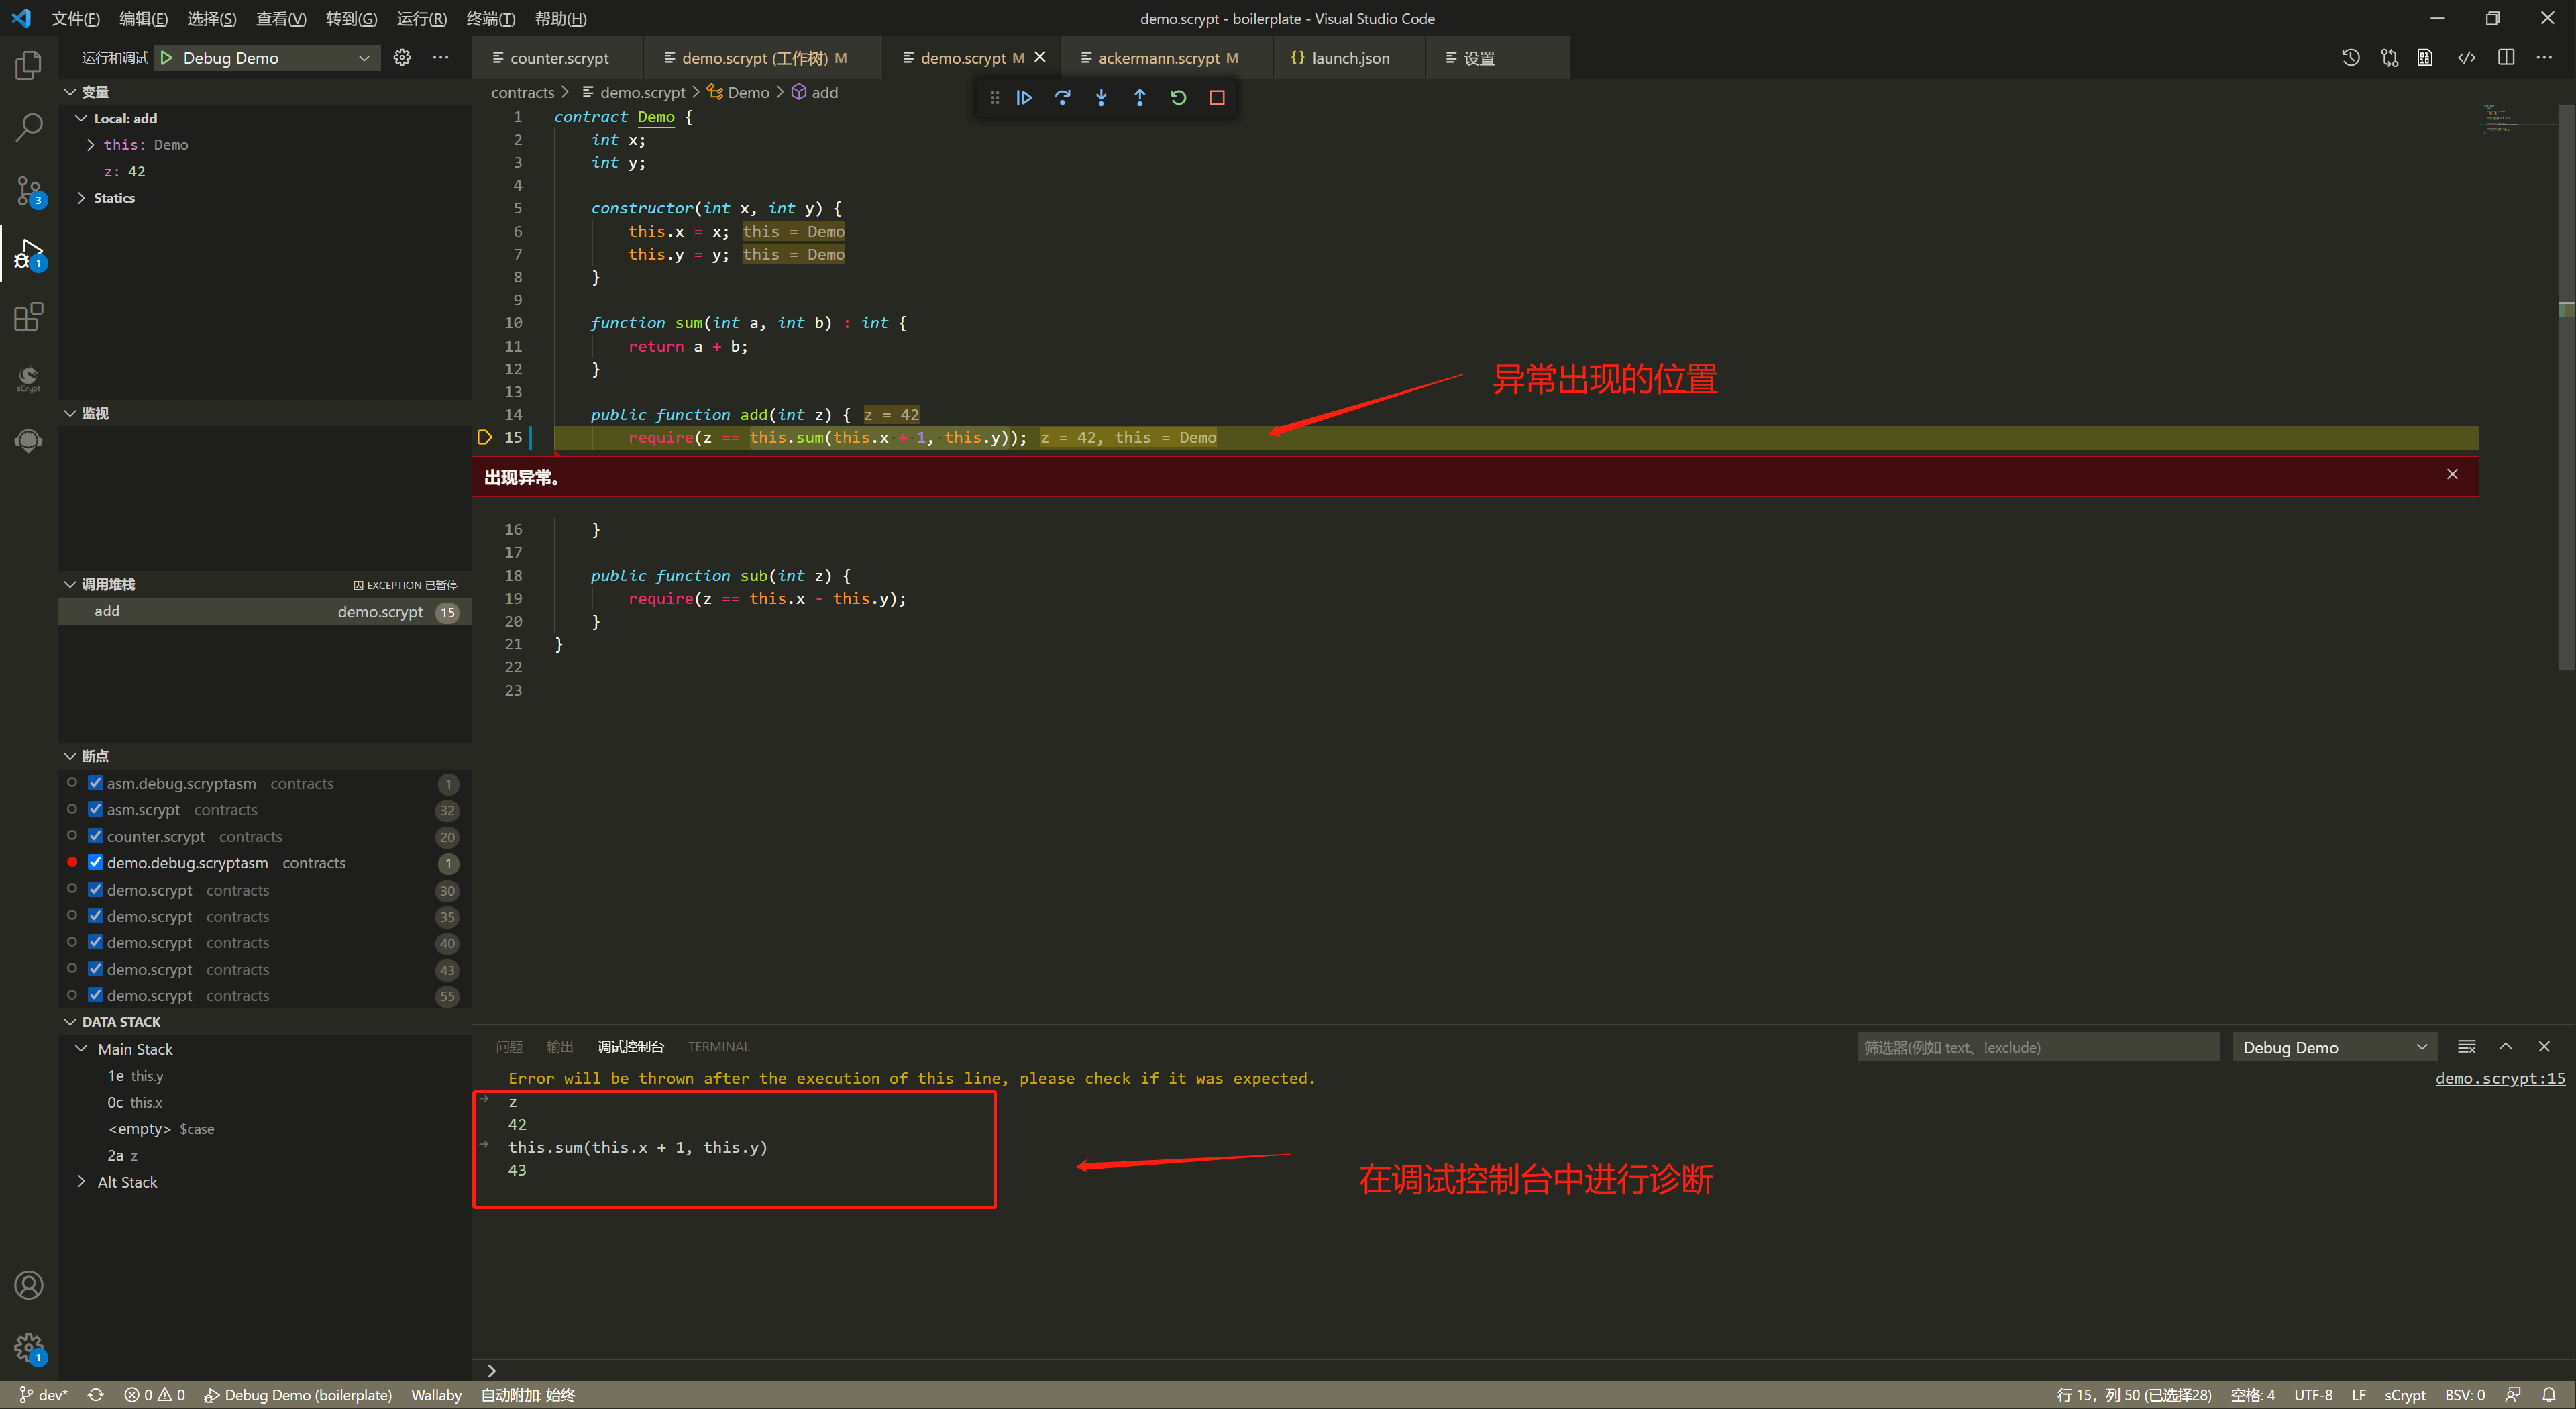 文件(F) 编辑(E) 选择(S) 查看(V) 转到(G) 运行(R) 终端(T) 帮助(H)
demo.scrypt - boilerplate - Visual Studio Code
运行和调试 Debug Demo
counter.scrypt
demo.scrypt (工作树) M
demo.scrypt M
ackermann.scrypt M
{} launch.json
设置
contracts > demo.scrypt > Demo > add
变量
Local: add
this: Demo
z: 42
Statics
监视
调用堆栈 因 EXCEPTION 已暂停
add demo.scrypt 15
断点
asm.debug.scryptasm contracts 1
asm.scrypt contracts 32
counter.scrypt contracts 20
demo.debug.scryptasm contracts 1
demo.scrypt contracts 30
demo.scrypt contracts 35
demo.scrypt contracts 40
demo.scrypt contracts 43
demo.scrypt contracts 55
DATA STACK
Main Stack
1e this.y
0c this.x
<empty> $case
2a z
Alt Stack
sCrypt
3
1
1
1 contract Demo {
2 int x;
3 int y;
4
5 constructor(int x, int y) {
6 this.x = x; this = Demo
7 this.y = y; this = Demo
8 }
9
10 function sum(int a, int b) : int {
11 return a + b;
12 }
13
14 public function add(int z) { z = 42
15 require(z == this.sum(this.x + 1, this.y)); z = 42, this = Demo
出现异常。
16 }
17
18 public function sub(int z) {
19 require(z == this.x - this.y);
20 }
21 }
22
23
异常出现的位置
问题 输出 调试控制台 TERMINAL
筛选器(例如 text、!exclude)
Debug Demo
Error will be thrown after the execution of this line, please check if it was expected.
demo.scrypt:15
z
42
this.sum(this.x + 1, this.y)
43
在调试控制台中进行诊断
dev* 0 0 Debug Demo (boilerplate) Wallaby 自动附加: 始终
行 15，列 50 (已选择28) 空格: 4 UTF-8 LF sCrypt BSV: 0